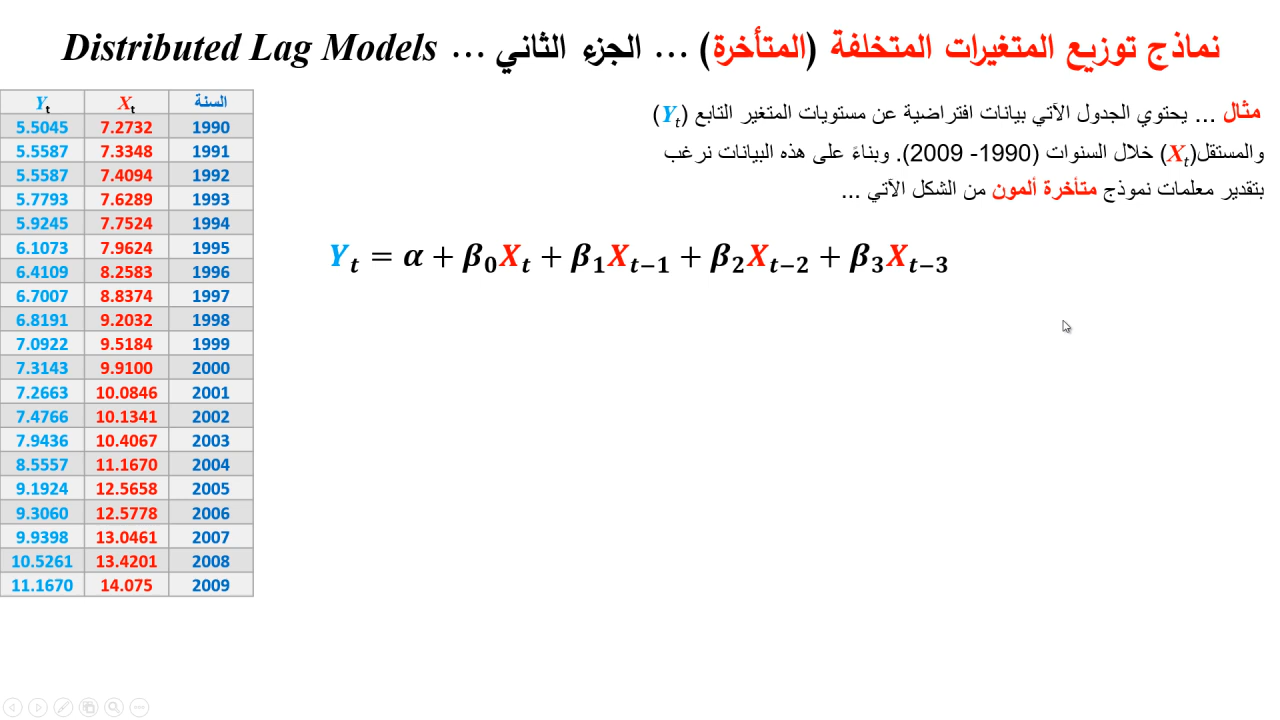 نماذج توزيع المتغيرات المتخلفة (المتأخرة) ... الجزء الثاني ... Distributed Lag Models
مثال ... يحتوي الجدول الآتي بيانات افتراضية عن مستويات المتغير التابع (Yt)
والمستقل(Xt) خلال السنوات (1990- 2009). وبناءً على هذه البيانات نرغب
بتقدير معلمات نموذج متأخرة ألمون من الشكل الآتي ...
Yt = α + β0Xt + β1Xt−1 + β2Xt−2 + β3Xt−3
Yt Xt السنة
5.5045 7.2732 1990
5.5587 7.3348 1991
5.5587 7.4094 1992
5.7793 7.6289 1993
5.9245 7.7524 1994
6.1073 7.9624 1995
6.4109 8.2583 1996
6.7007 8.8374 1997
6.8191 9.2032 1998
7.0922 9.5184 1999
7.3143 9.9100 2000
7.2663 10.0846 2001
7.4766 10.1341 2002
7.9436 10.4067 2003
8.5557 11.1670 2004
9.1924 12.5658 2005
9.3060 12.5778 2006
9.9398 13.0461 2007
10.5261 13.4201 2008
11.1670 14.075 2009